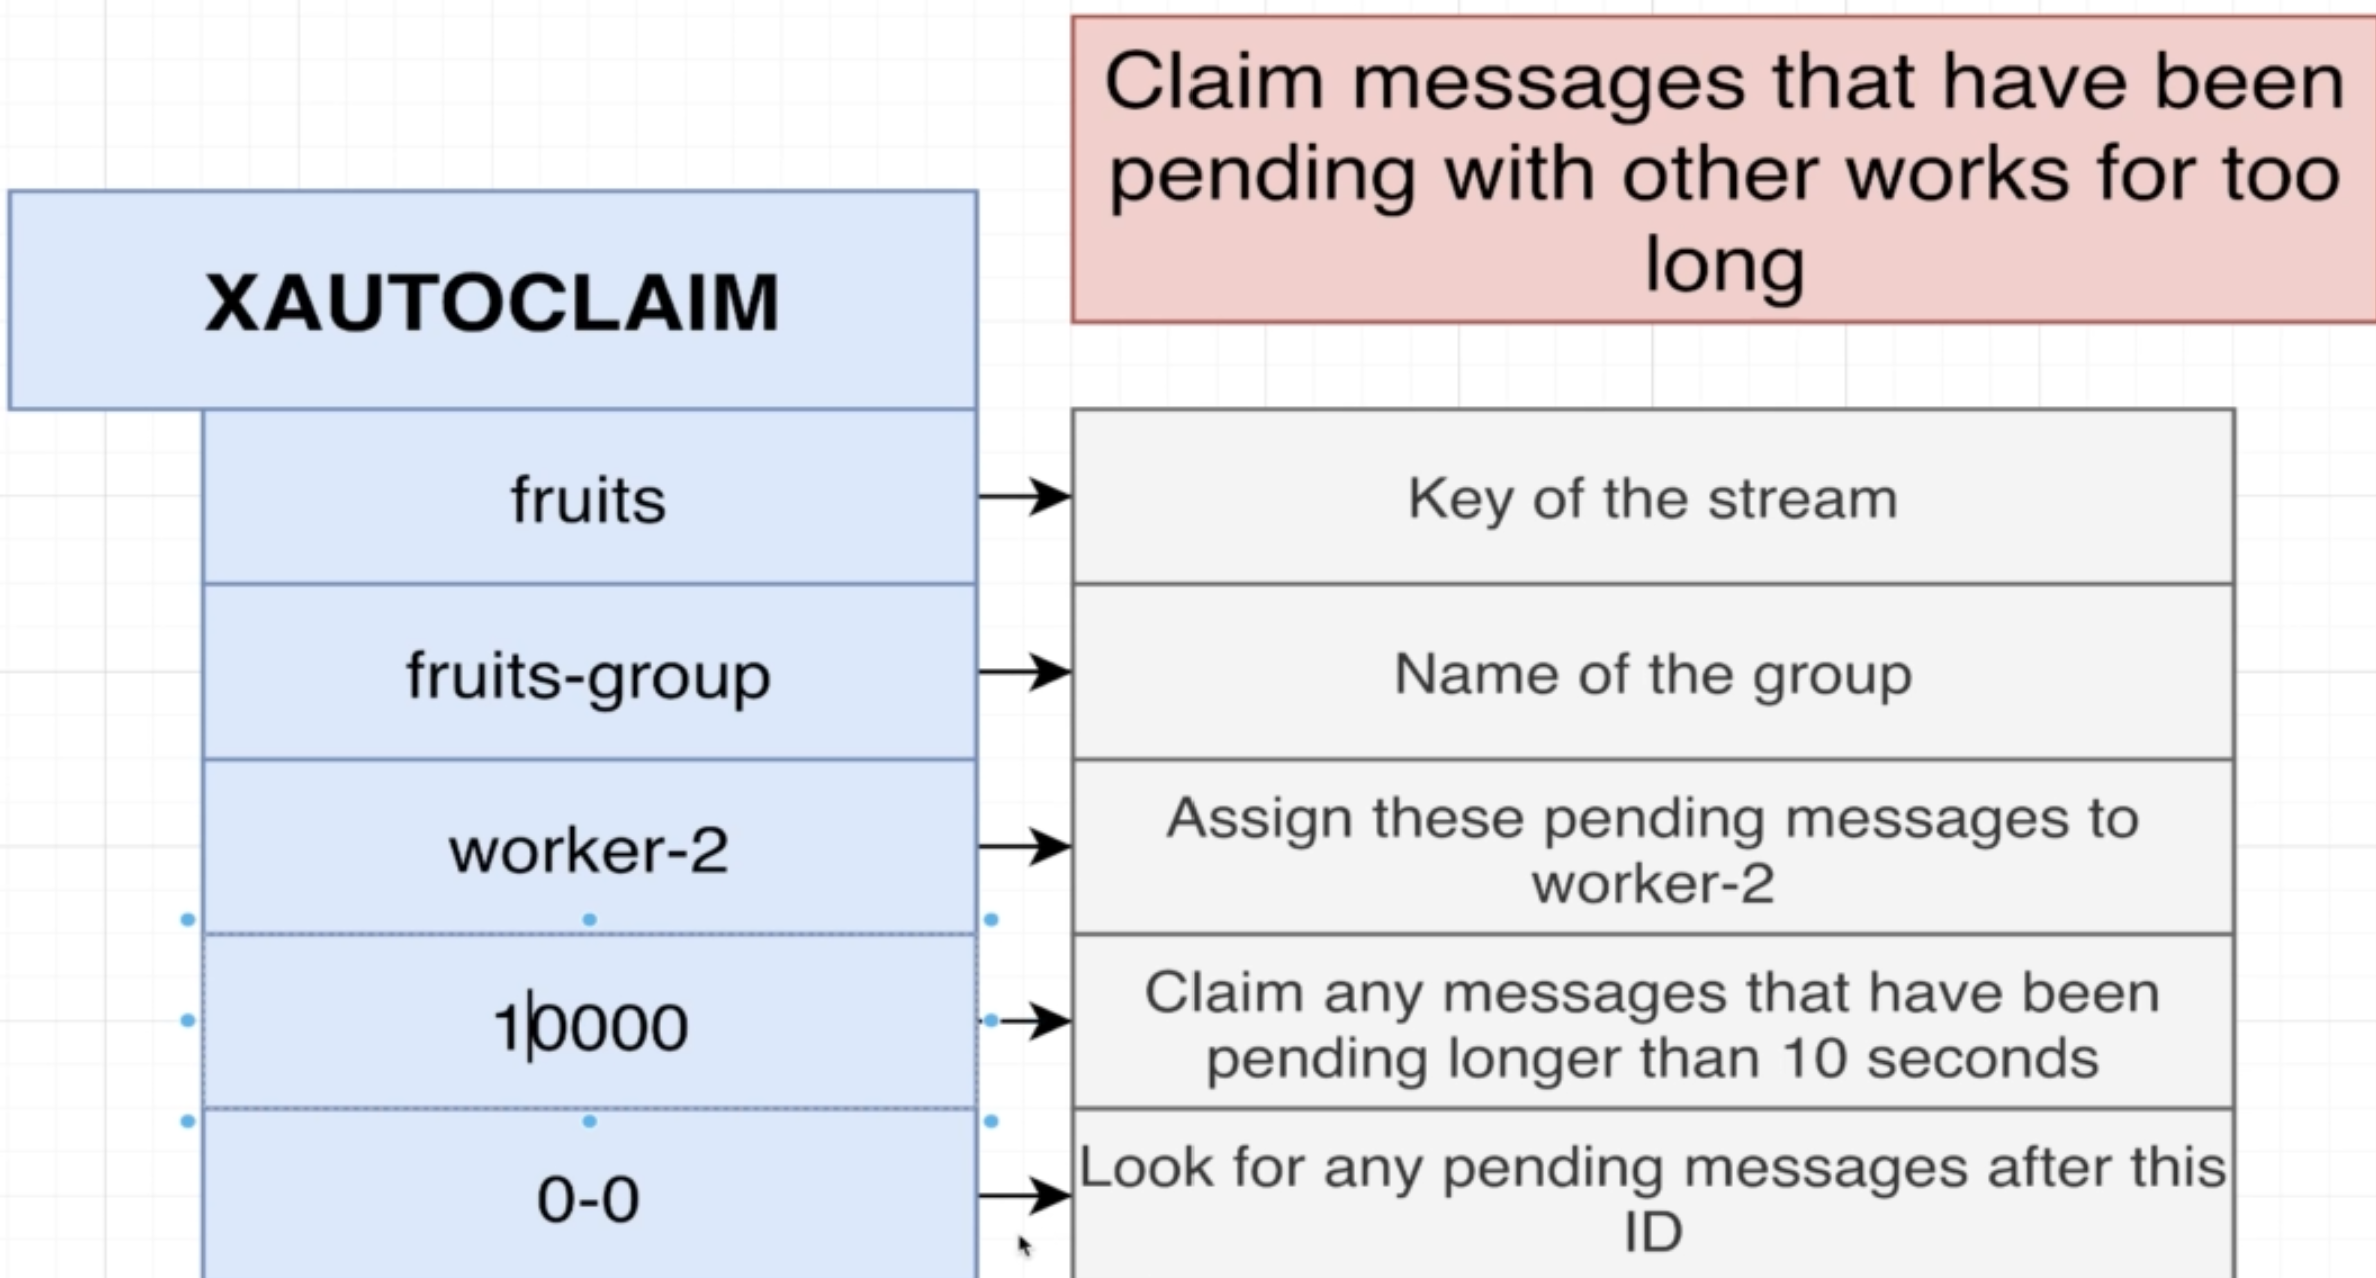 Claim messages that have been
pending with other works for too
long
XAUTOCLAIM
fruits
Key of the stream
fruits-group
Name of the group
worker-2
Assign these pending messages to
worker-2
10000
Claim any messages that have been
pending longer than 10 seconds
0-0
Look for any pending messages after this
ID